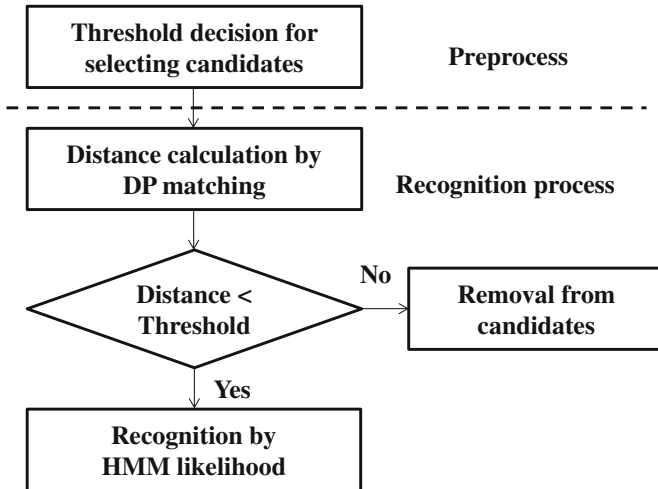 Threshold decision for
selecting candidates
Preprocess
Distance calculation by
DP matching
Recognition process
Distance <
Threshold
No
Removal from
candidates
Yes
Recognition by
HMM likelihood